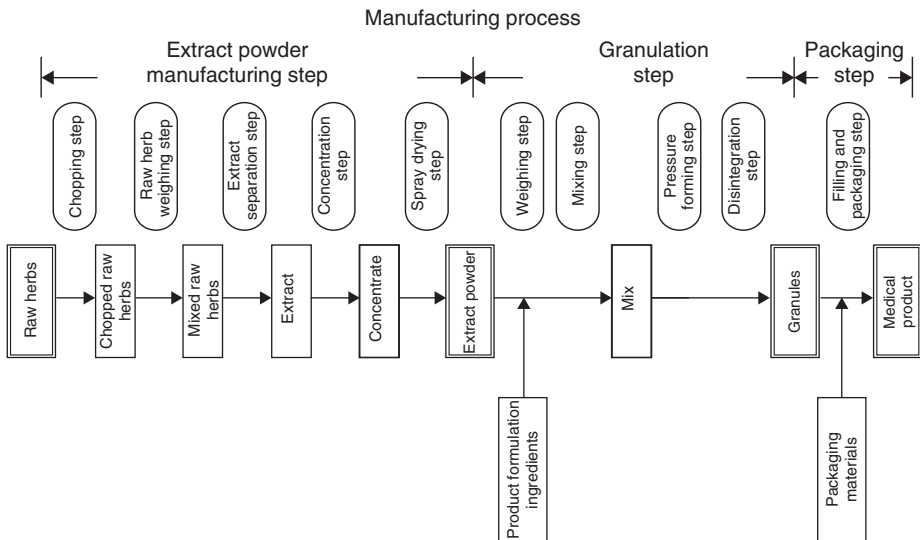 Manufacturing process
Extract powder
manufacturing step
Granulation
step
Packaging
step
Chopping step
Raw herb
weighing step
Extract
separation step
Concentration
step
Spray drying
step
Weighing step
Mixing step
Pressure
forming step
Disintegration
step
Filling and
packaging step
Raw herbs
Chopped raw
herbs
Mixed raw
herbs
Extract
Concentrate
Extract powder
Mix
Granules
Medical
product
Product formulation
ingredients
Packaging
materials